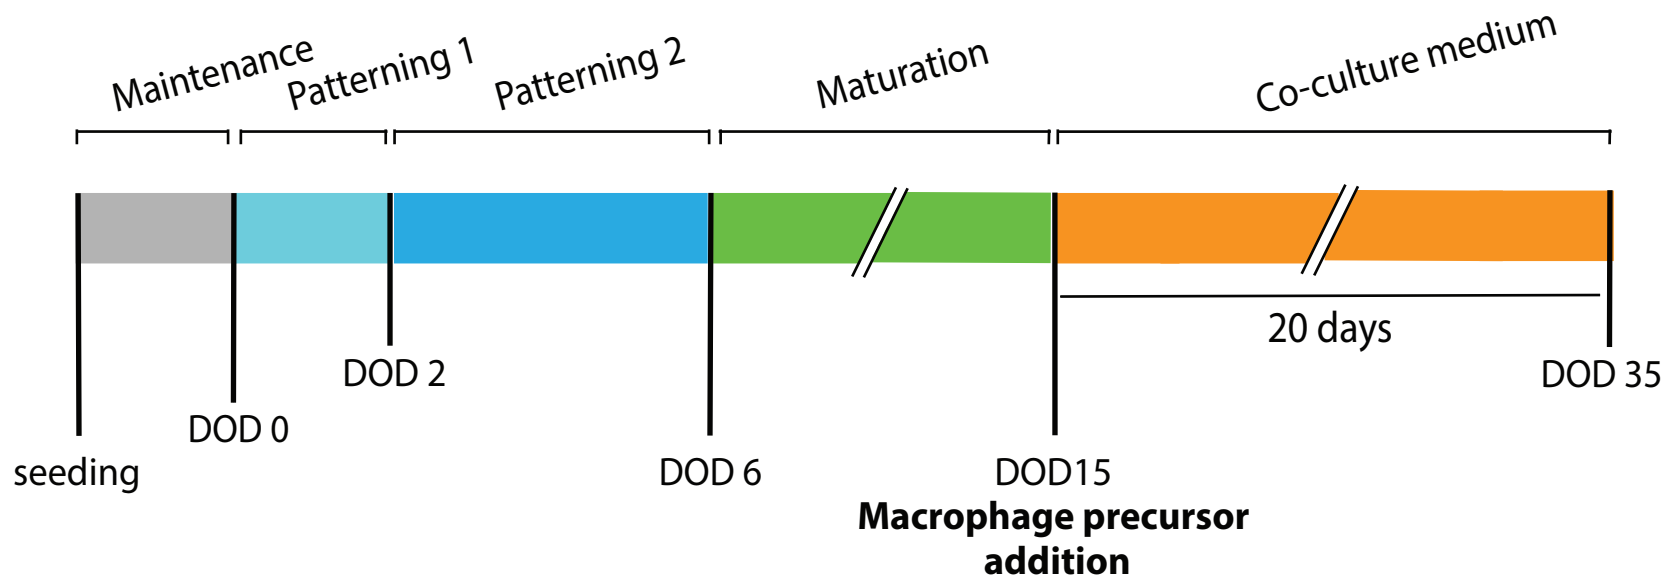 Maintenance
Patterning 1
Patterning 2
Maturation
Co-culture medium
20 days
DOD 2
DOD 35
DOD 0
seeding
DOD 6
DOD15
Macrophage precursor
addition